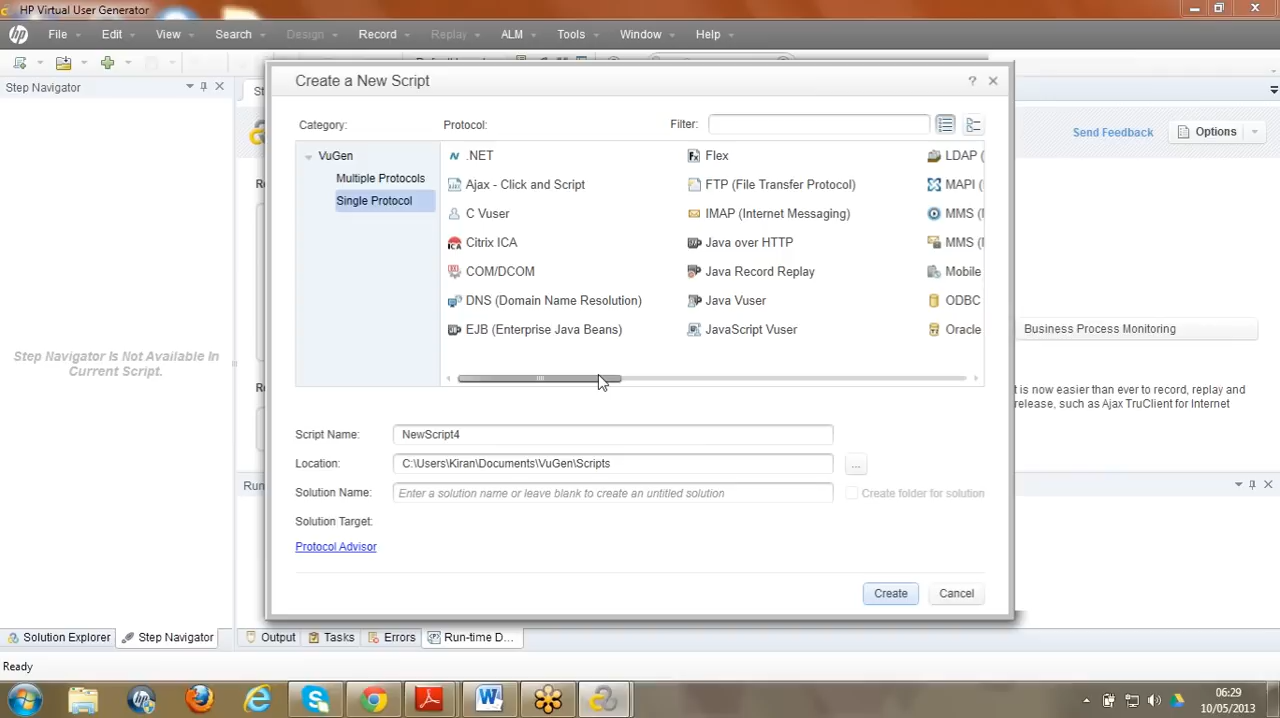 HP Virtual User Generator
hp File Edit View Search Design Record Replay ALM Tools Window Help
Step Navigator
Create a New Script
Category:
Protocol:
Filter:
VuGen
Multiple Protocols
Single Protocol
.NET
Ajax - Click and Script
C Vuser
Citrix ICA
COM/DCOM
DNS (Domain Name Resolution)
EJB (Enterprise Java Beans)
Flex
FTP (File Transfer Protocol)
IMAP (Internet Messaging)
Java over HTTP
Java Record Replay
Java Vuser
JavaScript Vuser
LDAP (
MAPI (
MMS (
MMS (
Mobile
ODBC
Oracle
Script Name: NewScript4
Location: C:\Users\Kiran\Documents\VuGen\Scripts
...
Solution Name: Enter a solution name or leave blank to create an untitled solution
Create folder for solution
Solution Target:
Protocol Advisor
Create
Cancel
Send Feedback
Options
Business Process Monitoring
t is now easier than ever to record, replay and
release, such as Ajax TruClient for Internet
Step Navigator Is Not Available In
Current Script.
Run
Solution Explorer
Step Navigator
Output
Tasks
Errors
Run-time D...
Ready
06:29
10/05/2013